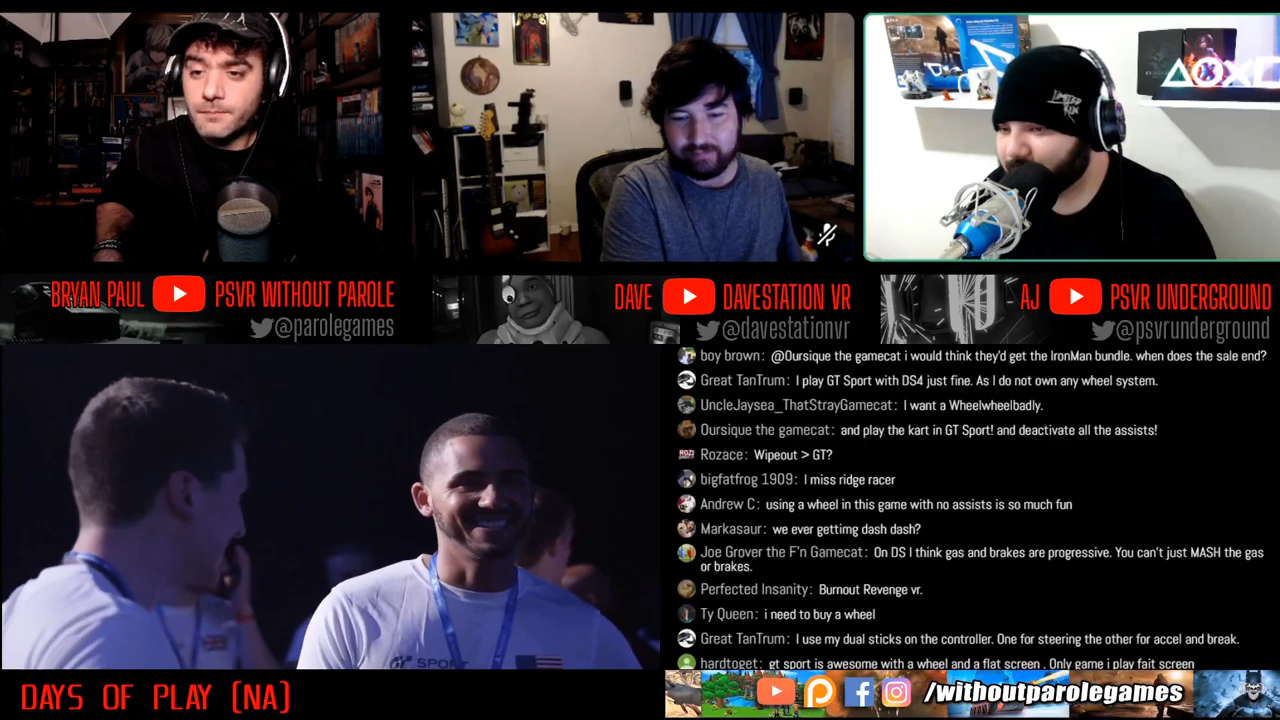 LIMITED
RUN
BRYAN PAUL PSVR WITHOUT PAROLE
@parolegames
DAVE DAVESTATION VR
@davestationvr
AJ PSVR UNDERGROUND
@psvrunderground
boy brown: @Oursique the gamecat i would think they'd get the IronMan bundle. when does the sale end?
Great TanTrum: I play GT Sport with DS4 just fine. As I do not own any wheel system.
UncleJaysea_ThatStrayGamecat: I want a Wheelwheelbadly.
Oursique the gamecat: and play the kart in GT Sport! and deactivate all the assists!
Rozace: Wipeout > GT?
bigfatfrog 1909: I miss ridge racer
Andrew C: using a wheel in this game with no assists is so much fun
Markasaur: we ever gettimg dash dash?
Joe Grover the F'n Gamecat: On DS I think gas and brakes are progressive. You can't just MASH the gas
or brakes.
Perfected Insanity: Burnout Revenge vr.
Ty Queen: i need to buy a wheel
Great TanTrum: I use my dual sticks on the controller. One for steering the other for accel and break.
hardtoget: gt sport is awesome with a wheel and a flat screen . Only game i play fait screen
GT SPORT
DAYS OF PLAY (NA)
/withoutparolegames